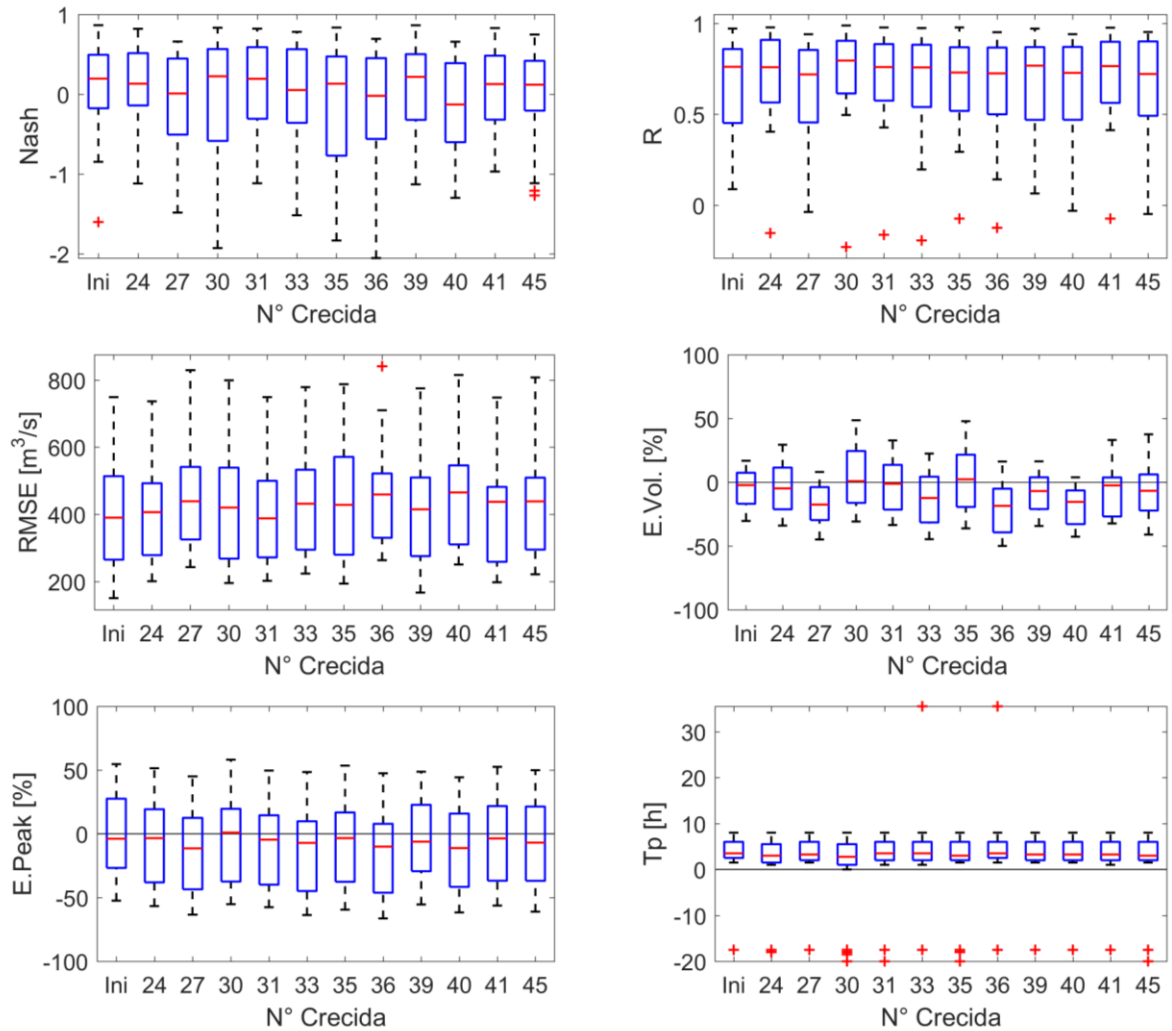 1
0
-1
-2
Nash
Ini 24 27 30 31 33 35 36 39 40 41 45
N° Crecida
1
0.5
0
R
Ini 24 27 30 31 33 35 36 39 40 41 45
N° Crecida
800
600
400
200
RMSE [m³/s]
Ini 24 27 30 31 33 35 36 39 40 41 45
N° Crecida
100
50
0
-50
-100
E.Vol. [%]
Ini 24 27 30 31 33 35 36 39 40 41 45
N° Crecida
100
50
0
-50
-100
E.Peak [%]
Ini 24 27 30 31 33 35 36 39 40 41 45
N° Crecida
30
20
10
0
-10
-20
Tp [h]
Ini 24 27 30 31 33 35 36 39 40 41 45
N° Crecida